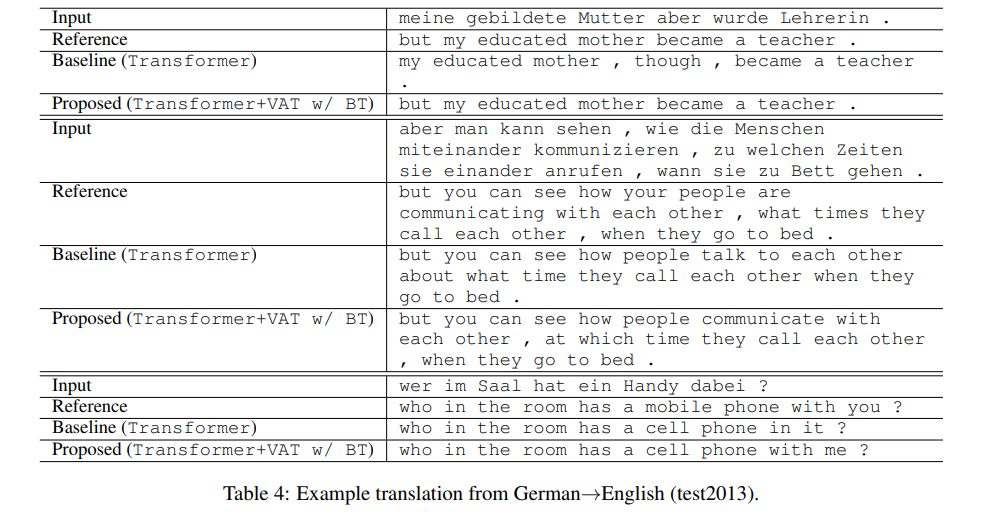 Input meine gebildete Mutter aber wurde Lehrerin .
Reference but my educated mother became a teacher .
Baseline (Transformer) my educated mother , though , became a teacher
.
Proposed (Transformer+VAT w/ BT) but my educated mother became a teacher .
Input aber man kann sehen , wie die Menschen
miteinander kommunizieren , zu welchen Zeiten
sie einander anrufen , wann sie zu Bett gehen .
Reference but you can see how your people are
communicating with each other , what times they
call each other , when they go to bed .
Baseline (Transformer) but you can see how people talk to each other
about what time they call each other when they
go to bed .
Proposed (Transformer+VAT w/ BT) but you can see how people communicate with
each other , at which time they call each other
, when they go to bed .
Input wer im Saal hat ein Handy dabei ?
Reference who in the room has a mobile phone with you ?
Baseline (Transformer) who in the room has a cell phone in it ?
Proposed (Transformer+VAT w/ BT) who in the room has a cell phone with me ?
Table 4: Example translation from German→English (test2013).